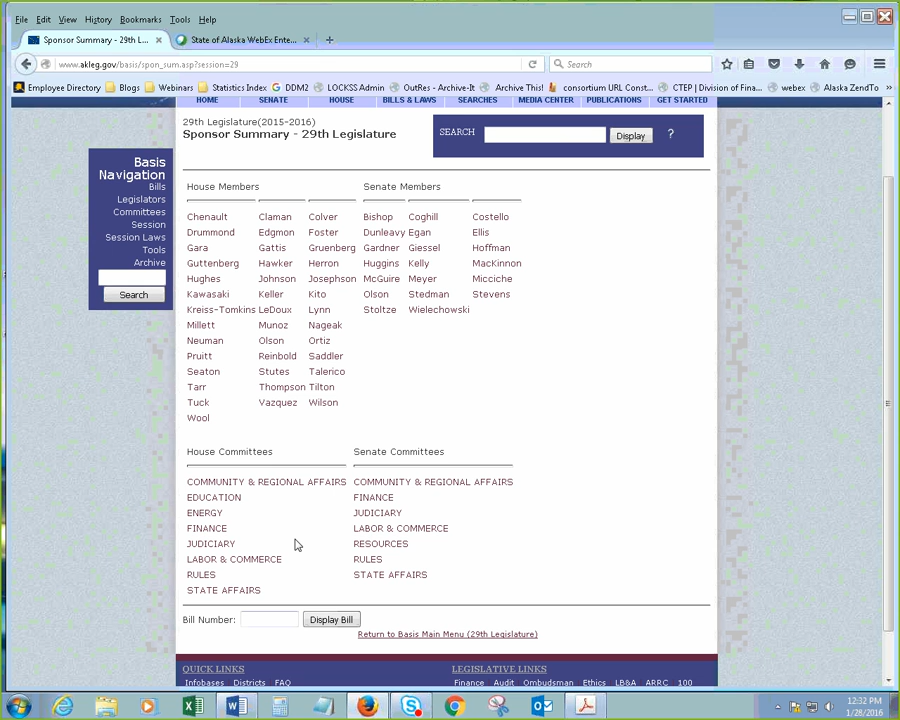 File Edit View History Bookmarks Tools Help
Sponsor Summary - 29th L... × State of Alaska WebEx Ente... × +
www.akleg.gov/basis/spon_sum.asp?session=29 Search
Employee Directory Blogs Webinars Statistics Index DDM2 LOCKSS Admin OutRes - Archive-It Archive This! consortium URL Const... CTEP | Division of Fina... webex Alaska ZendTo »
HOME SENATE HOUSE BILLS & LAWS SEARCHES MEDIA CENTER PUBLICATIONS GET STARTED
29th Legislature(2015-2016)
Sponsor Summary - 29th Legislature
SEARCH Display ?
Basis
Navigation
Bills
Legislators
Committees
Session
Session Laws
Tools
Archive
Search
House Members Senate Members
Chenault Claman Colver Bishop Coghill Costello
Drummond Edgmon Foster Dunleavy Egan Ellis
Gara Gattis Gruenberg Gardner Giessel Hoffman
Guttenberg Hawker Herron Huggins Kelly MacKinnon
Hughes Johnson Josephson McGuire Meyer Micciche
Kawasaki Keller Kito Olson Stedman Stevens
Kreiss-Tomkins LeDoux Lynn Stoltze Wielechowski
Millett Munoz Nageak
Neuman Olson Ortiz
Pruitt Reinbold Saddler
Seaton Stutes Talerico
Tarr Thompson Tilton
Tuck Vazquez Wilson
Wool
House Committees Senate Committees
COMMUNITY & REGIONAL AFFAIRS COMMUNITY & REGIONAL AFFAIRS
EDUCATION FINANCE
ENERGY JUDICIARY
FINANCE LABOR & COMMERCE
JUDICIARY RESOURCES
LABOR & COMMERCE RULES
RULES STATE AFFAIRS
STATE AFFAIRS
Bill Number: Display Bill
Return to Basis Main Menu (29th Legislature)
QUICK LINKS LEGISLATIVE LINKS
Infobases Districts FAQ Finance Audit Ombudsman Ethics LB&A ARRC 100
12:32 PM
1/28/2016